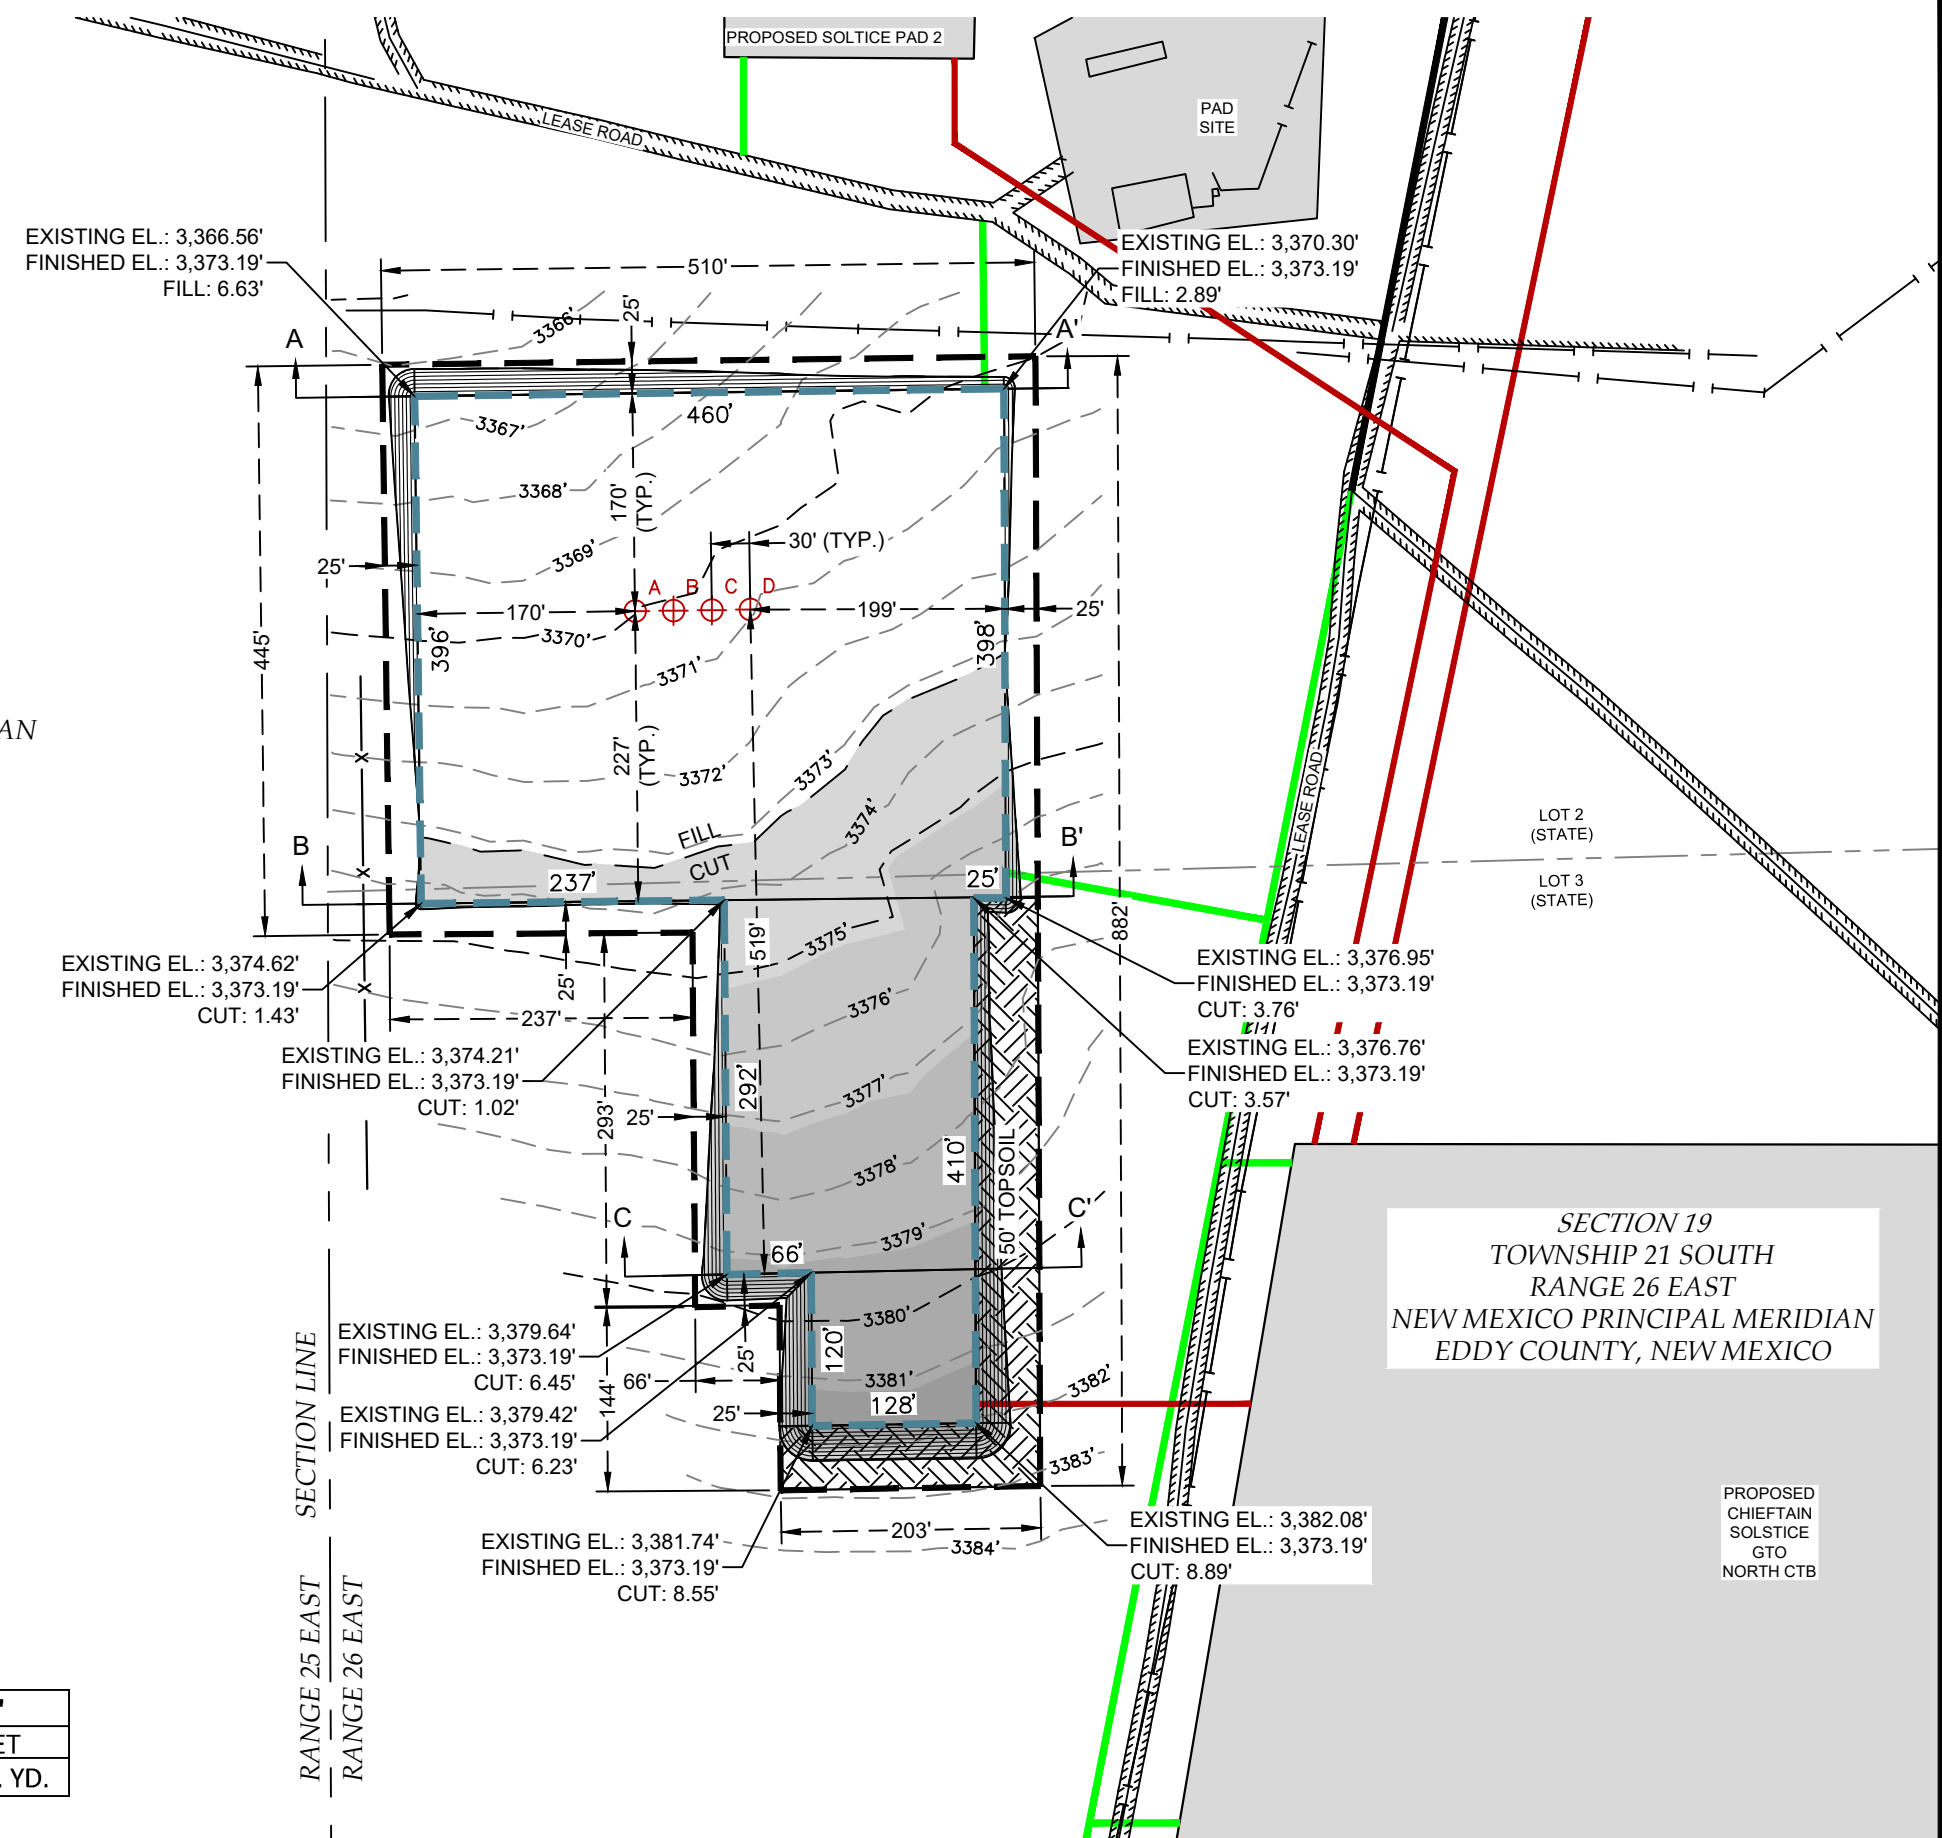 PROPOSED SOLTICE PAD 2
PAD
SITE
LEASE ROAD
EXISTING EL.: 3,366.56'
FINISHED EL.: 3,373.19'
FILL: 6.63'
510'
EXISTING EL.: 3,370.30'
FINISHED EL.: 3,373.19'
FILL: 2.89'
25'
3366'
A
A'
460'
3367'
3368'
170'
(TYP.)
3369'
30' (TYP.)
25'
A
B
C
D
170'
199'
25'
3370'
445'
396'
398'
3371'
AN
227'
(TYP.)
3372'
3373'
3374'
FILL
CUT
LEASE ROAD
LOT 2
(STATE)
LOT 3
(STATE)
B
B'
237'
25'
882'
519'
3375'
EXISTING EL.: 3,374.62'
FINISHED EL.: 3,373.19'
CUT: 1.43'
25'
237'
3376'
EXISTING EL.: 3,376.95'
FINISHED EL.: 3,373.19'
CUT: 3.76'
EXISTING EL.: 3,374.21'
FINISHED EL.: 3,373.19'
CUT: 1.02'
EXISTING EL.: 3,376.76'
FINISHED EL.: 3,373.19'
CUT: 3.57'
292'
3377'
293'
25'
410'
50' TOPSOIL
3378'
C
C'
3379'
66'
SECTION 19
TOWNSHIP 21 SOUTH
RANGE 26 EAST
NEW MEXICO PRINCIPAL MERIDIAN
EDDY COUNTY, NEW MEXICO
3380'
EXISTING EL.: 3,379.64'
FINISHED EL.: 3,373.19'
CUT: 6.45'
120'
25'
66'
144'
3381'
3382'
128'
25'
EXISTING EL.: 3,379.42'
FINISHED EL.: 3,373.19'
CUT: 6.23'
3383'
SECTION LINE
203'
3384'
EXISTING EL.: 3,381.74'
FINISHED EL.: 3,373.19'
CUT: 8.55'
EXISTING EL.: 3,382.08'
FINISHED EL.: 3,373.19'
CUT: 8.89'
PROPOSED
CHIEFTAIN
SOLSTICE
GTO
NORTH CTB
RANGE 25 EAST
RANGE 26 EAST
ET
. YD.